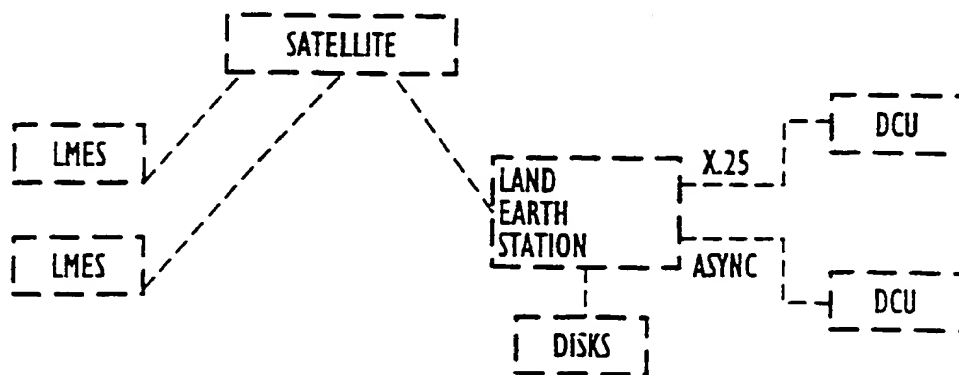 SATELLITE
LMES
DCU
X.25
LAND
EARTH
STATION
LMES
ASYNC
DCU
DISKS